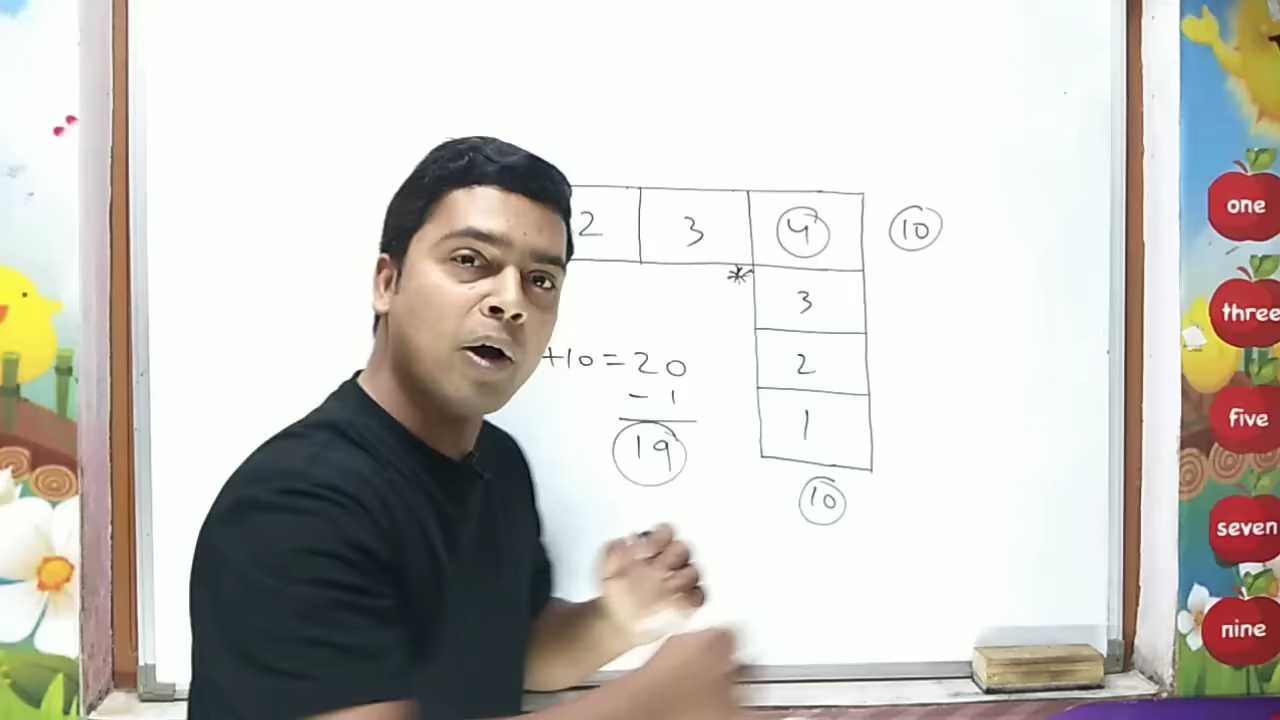 2 3 4 10
*
3
2
1
10
+10=20
- 1
19
one
three
five
seven
nine